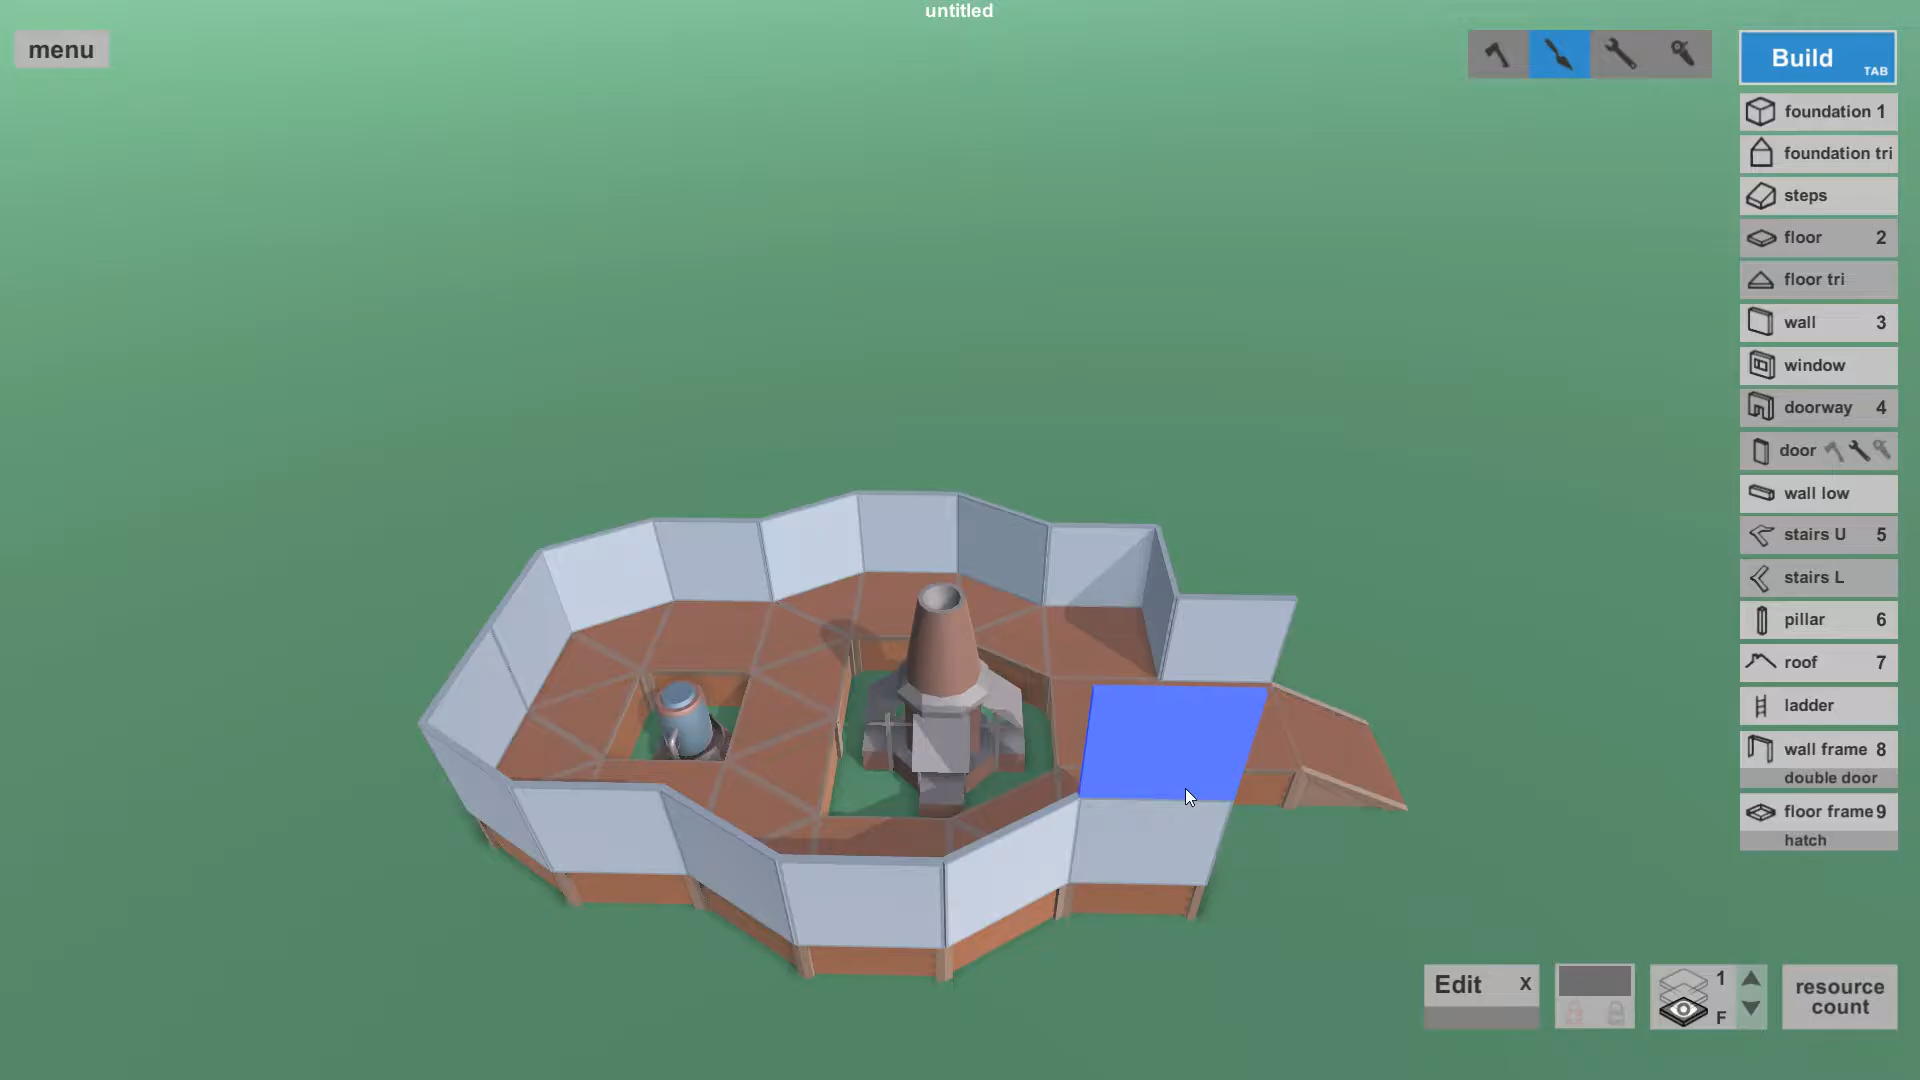 untitled
menu
Build
TAB
foundation 1
foundation tri
steps
floor 2
floor tri
wall 3
window
doorway 4
door
wall low
stairs U 5
stairs L
pillar 6
roof 7
ladder
wall frame 8
double door
floor frame 9
hatch
Edit X
1
F
resource
count